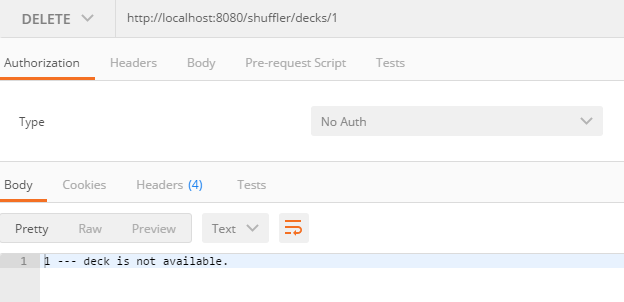 DELETE http://localhost:8080/shuffler/decks/1
Authorization Headers Body Pre-request Script Tests
Type No Auth
Body Cookies Headers (4) Tests
Pretty Raw Preview Text
1 1 --- deck is not available.